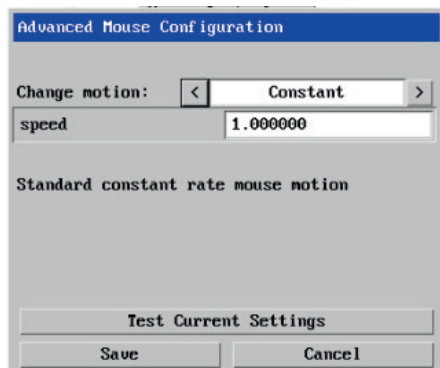 Advanced Mouse Configuration
Change motion: < Constant >
speed 1.000000
Standard constant rate mouse motion
Test Current Settings
Save Cancel